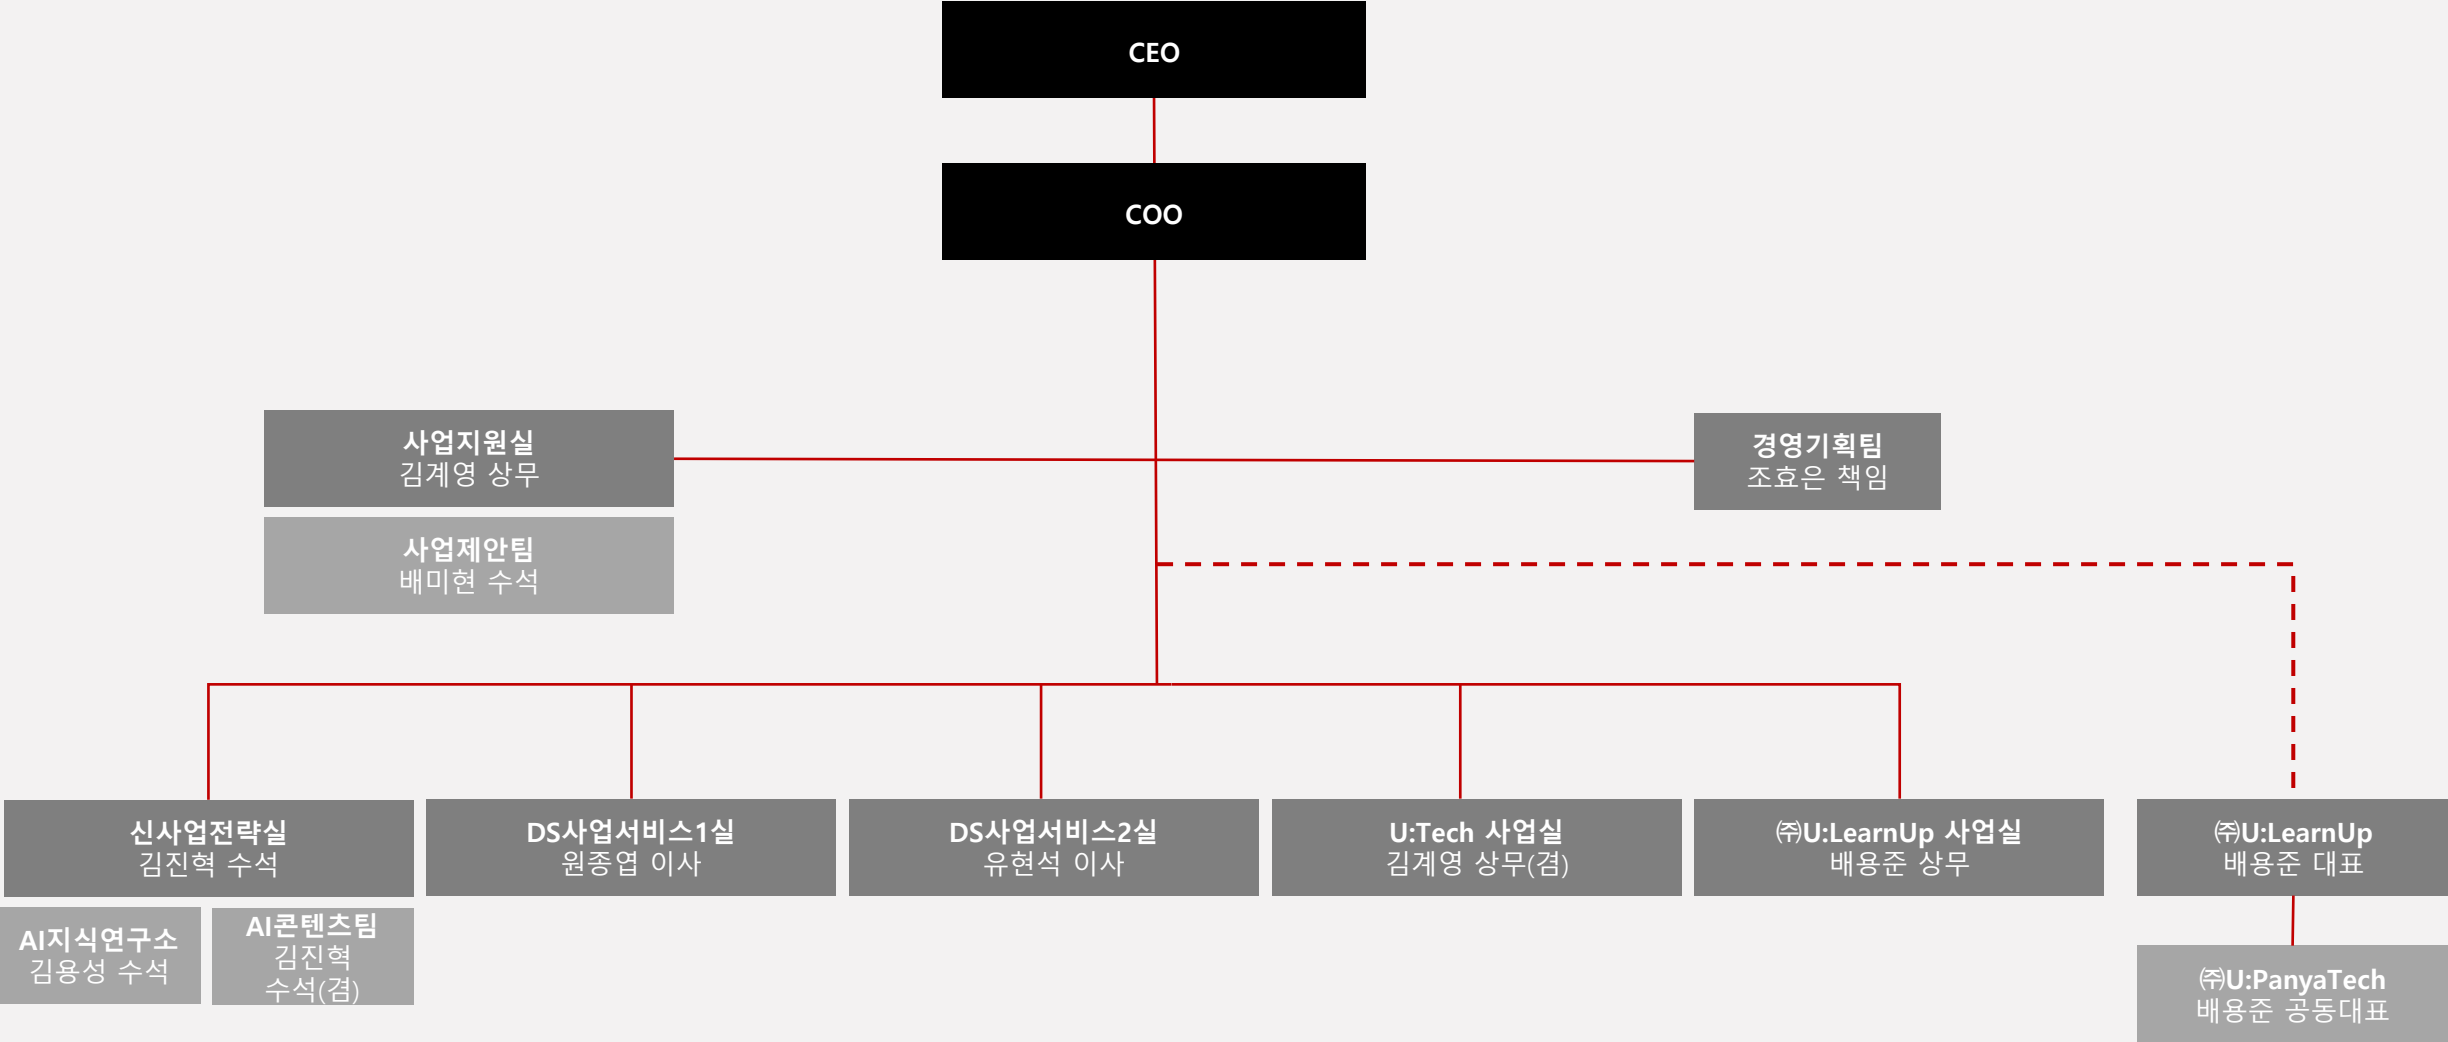 CEO
COO
사업지원실
김계영 상무
사업제안팀
배미현 수석
경영기획팀
조효은 책임
신사업전략실
김진혁 수석
AI지식연구소
김용성 수석
AI콘텐츠팀
김진혁
수석(겸)
DS사업서비스1실
원종엽 이사
DS사업서비스2실
유현석 이사
U:Tech 사업실
김계영 상무(겸)
㈜U:LearnUp 사업실
배용준 상무
㈜U:LearnUp
배용준 대표
㈜U:PanyaTech
배용준 공동대표